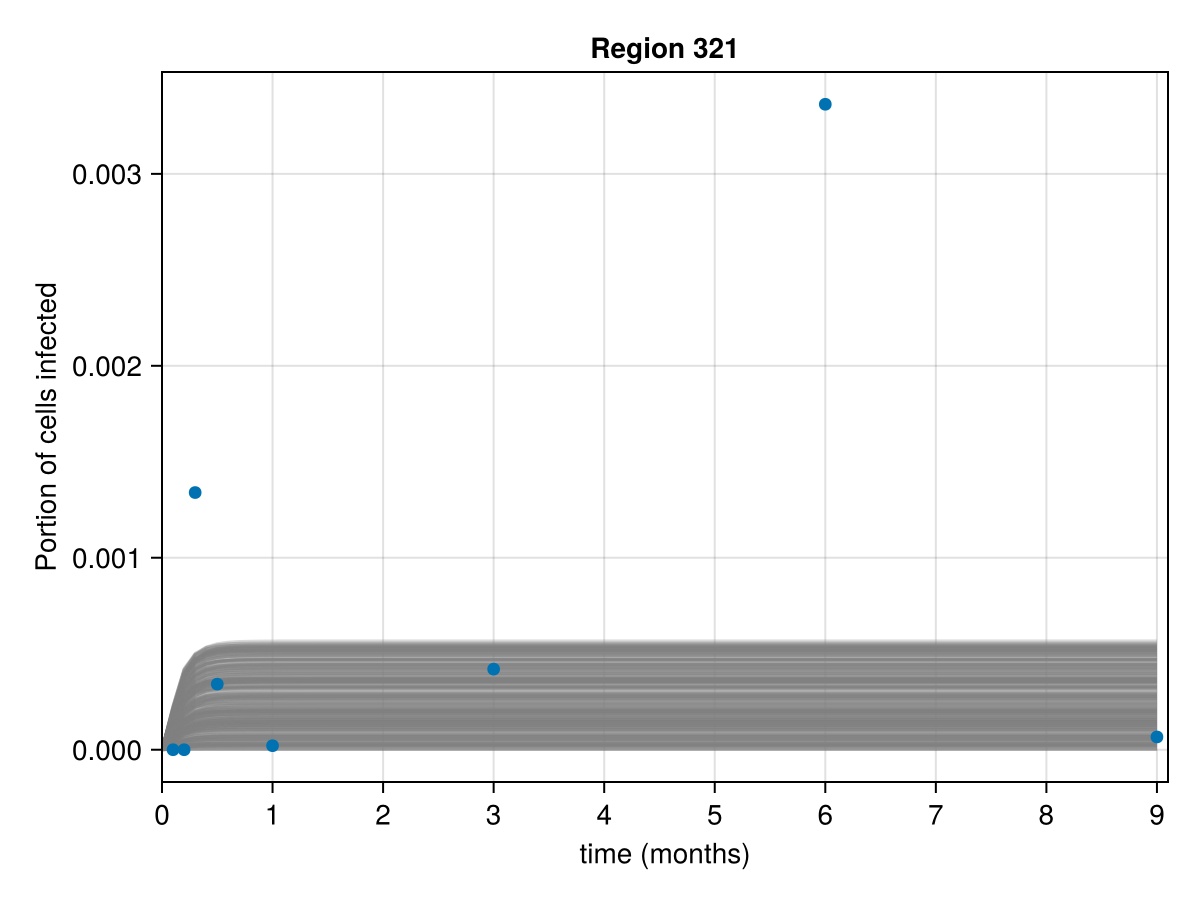 Region 321
Portion of cells infected
0.003
0.002
0.001
0.000
0 1 2 3 4 5 6 7 8 9
time (months)